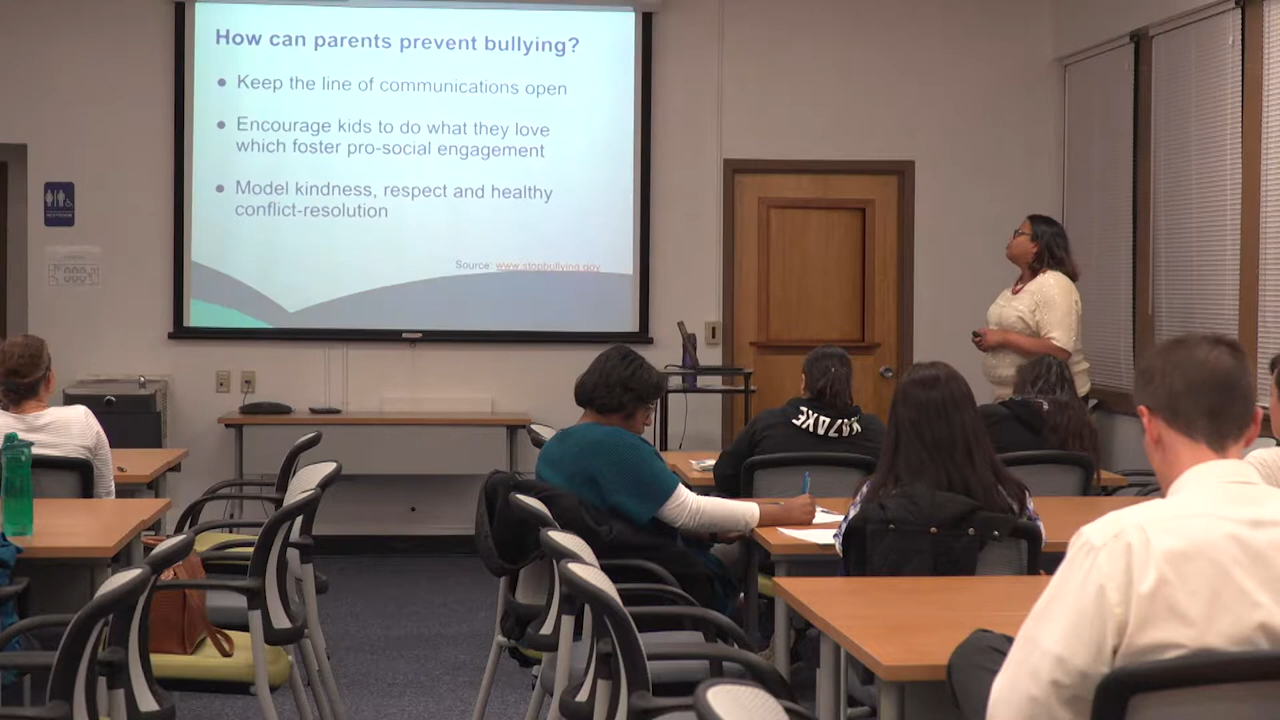 How can parents prevent bullying?
Keep the line of communications open
Encourage kids to do what they love
which foster pro-social engagement
Model kindness, respect and healthy
conflict-resolution
Source: www.stopbullying.gov